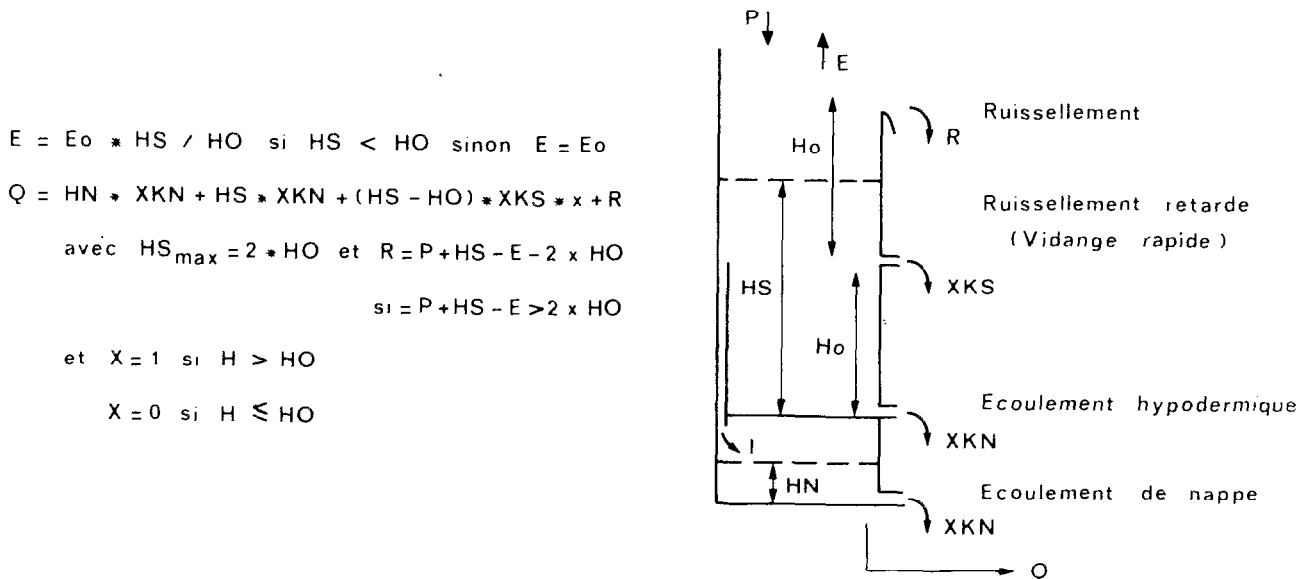 E = Eo * HS / HO si HS < HO sinon E = Eo
Q = HN * XKN + HS * XKN + (HS - HO) * XKS * x + R
avec HSmax = 2 * HO et R = P + HS - E - 2 x HO
si = P + HS - E > 2 x HO
et X = 1 si H > HO
X = 0 si H ≤ HO
P
E
Ruissellement
R
Ho
Ruissellement retarde
(Vidange rapide)
XKS
HS
Ho
Ecoulement hypodermique
XKN
I
HN
Ecoulement de nappe
XKN
Q